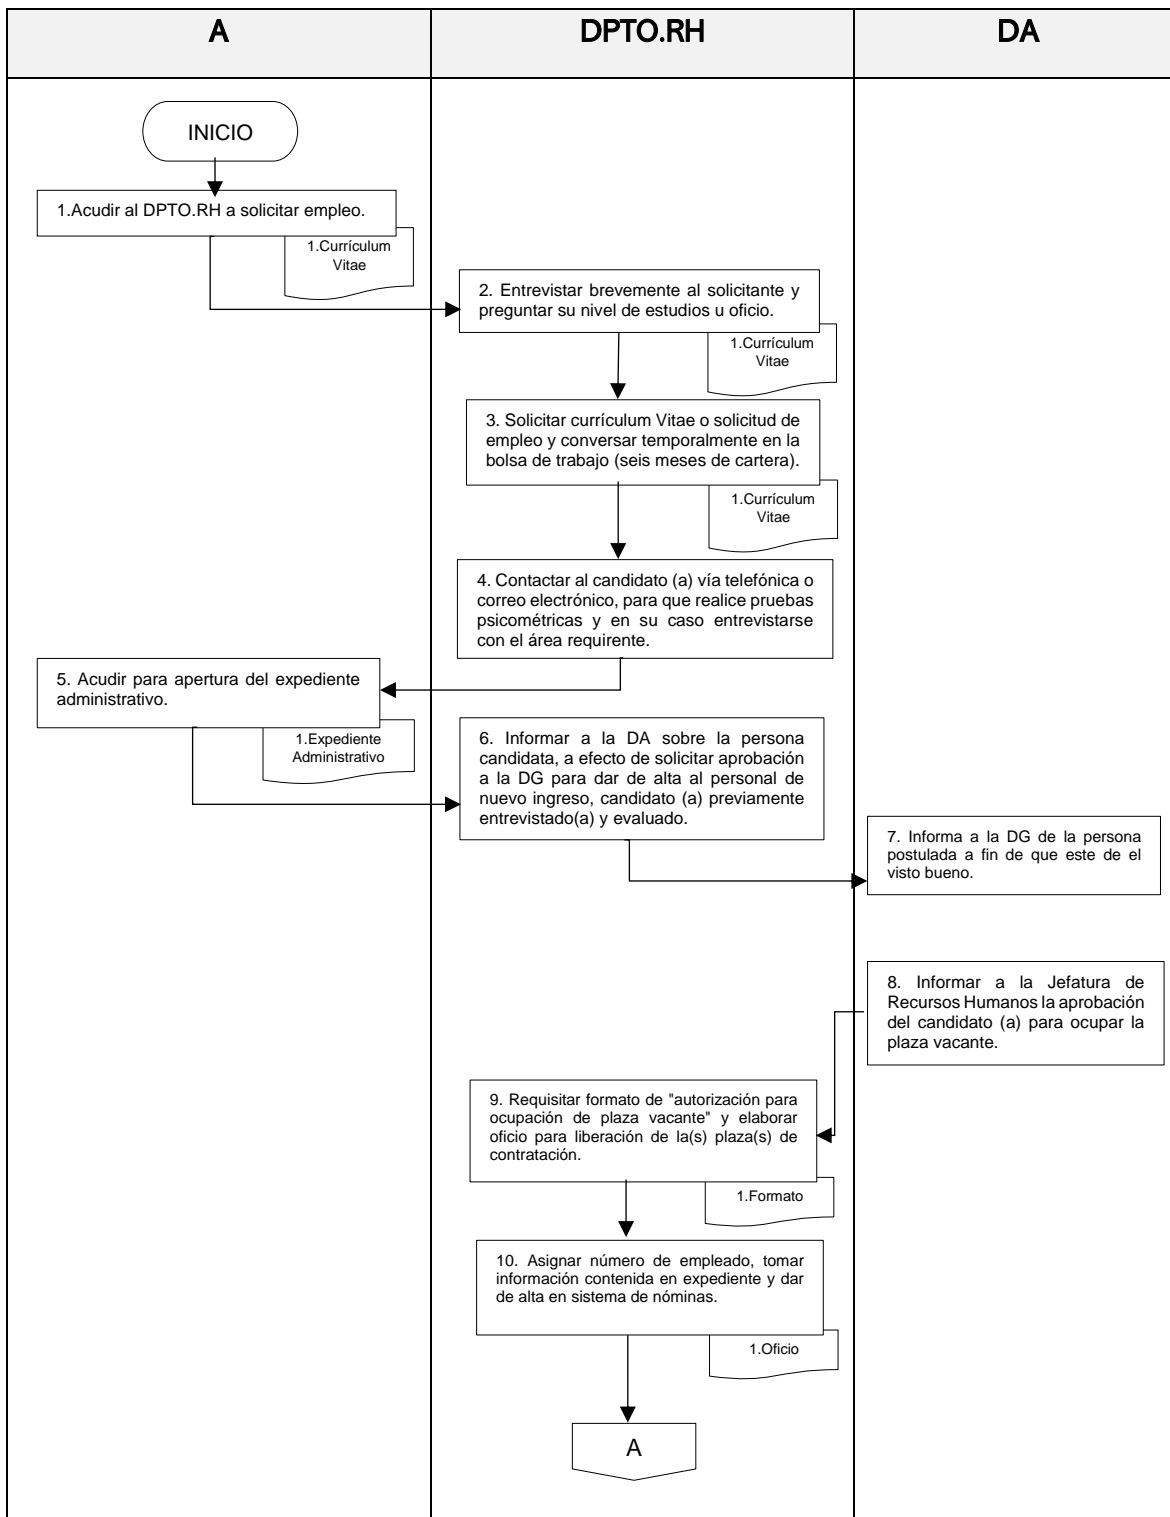 A
DPTO.RH
DA
INICIO
1.Acudir al DPTO.RH a solicitar empleo.
1.Currículum
Vitae
2. Entrevistar brevemente al solicitante y
preguntar su nivel de estudios u oficio.
1.Currículum
Vitae
3. Solicitar currículum Vitae o solicitud de
empleo y conversar temporalmente en la
bolsa de trabajo (seis meses de cartera).
1.Currículum
Vitae
4. Contactar al candidato (a) vía telefónica o
correo electrónico, para que realice pruebas
psicométricas y en su caso entrevistarse
con el área requirente.
5. Acudir para apertura del expediente
administrativo.
1.Expediente
Administrativo
6. Informar a la DA sobre la persona
candidata, a efecto de solicitar aprobación
a la DG para dar de alta al personal de
nuevo ingreso, candidato (a) previamente
entrevistado(a) y evaluado.
7. Informa a la DG de la persona
postulada a fin de que este de el
visto bueno.
8. Informar a la Jefatura de
Recursos Humanos la aprobación
del candidato (a) para ocupar la
plaza vacante.
9. Requisitar formato de "autorización para
ocupación de plaza vacante" y elaborar
oficio para liberación de la(s) plaza(s) de
contratación.
1.Formato
10. Asignar número de empleado, tomar
información contenida en expediente y dar
de alta en sistema de nóminas.
1.Oficio
A